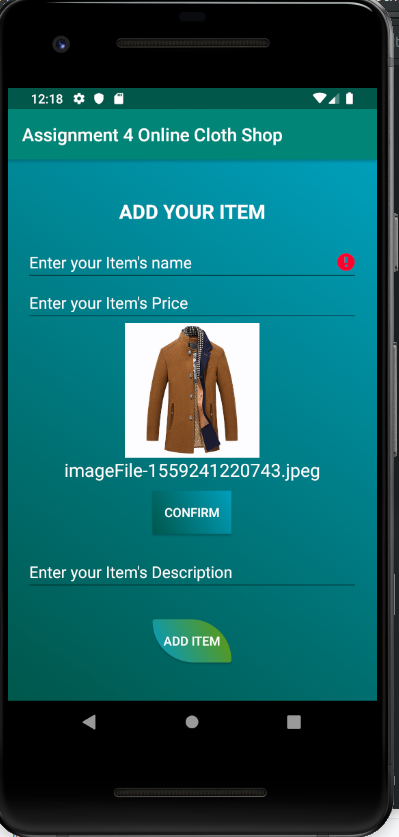 12:18
Assignment 4 Online Cloth Shop
ADD YOUR ITEM
Enter your Item's name
Enter your Item's Price
imageFile-1559241220743.jpeg
CONFIRM
Enter your Item's Description
ADD ITEM